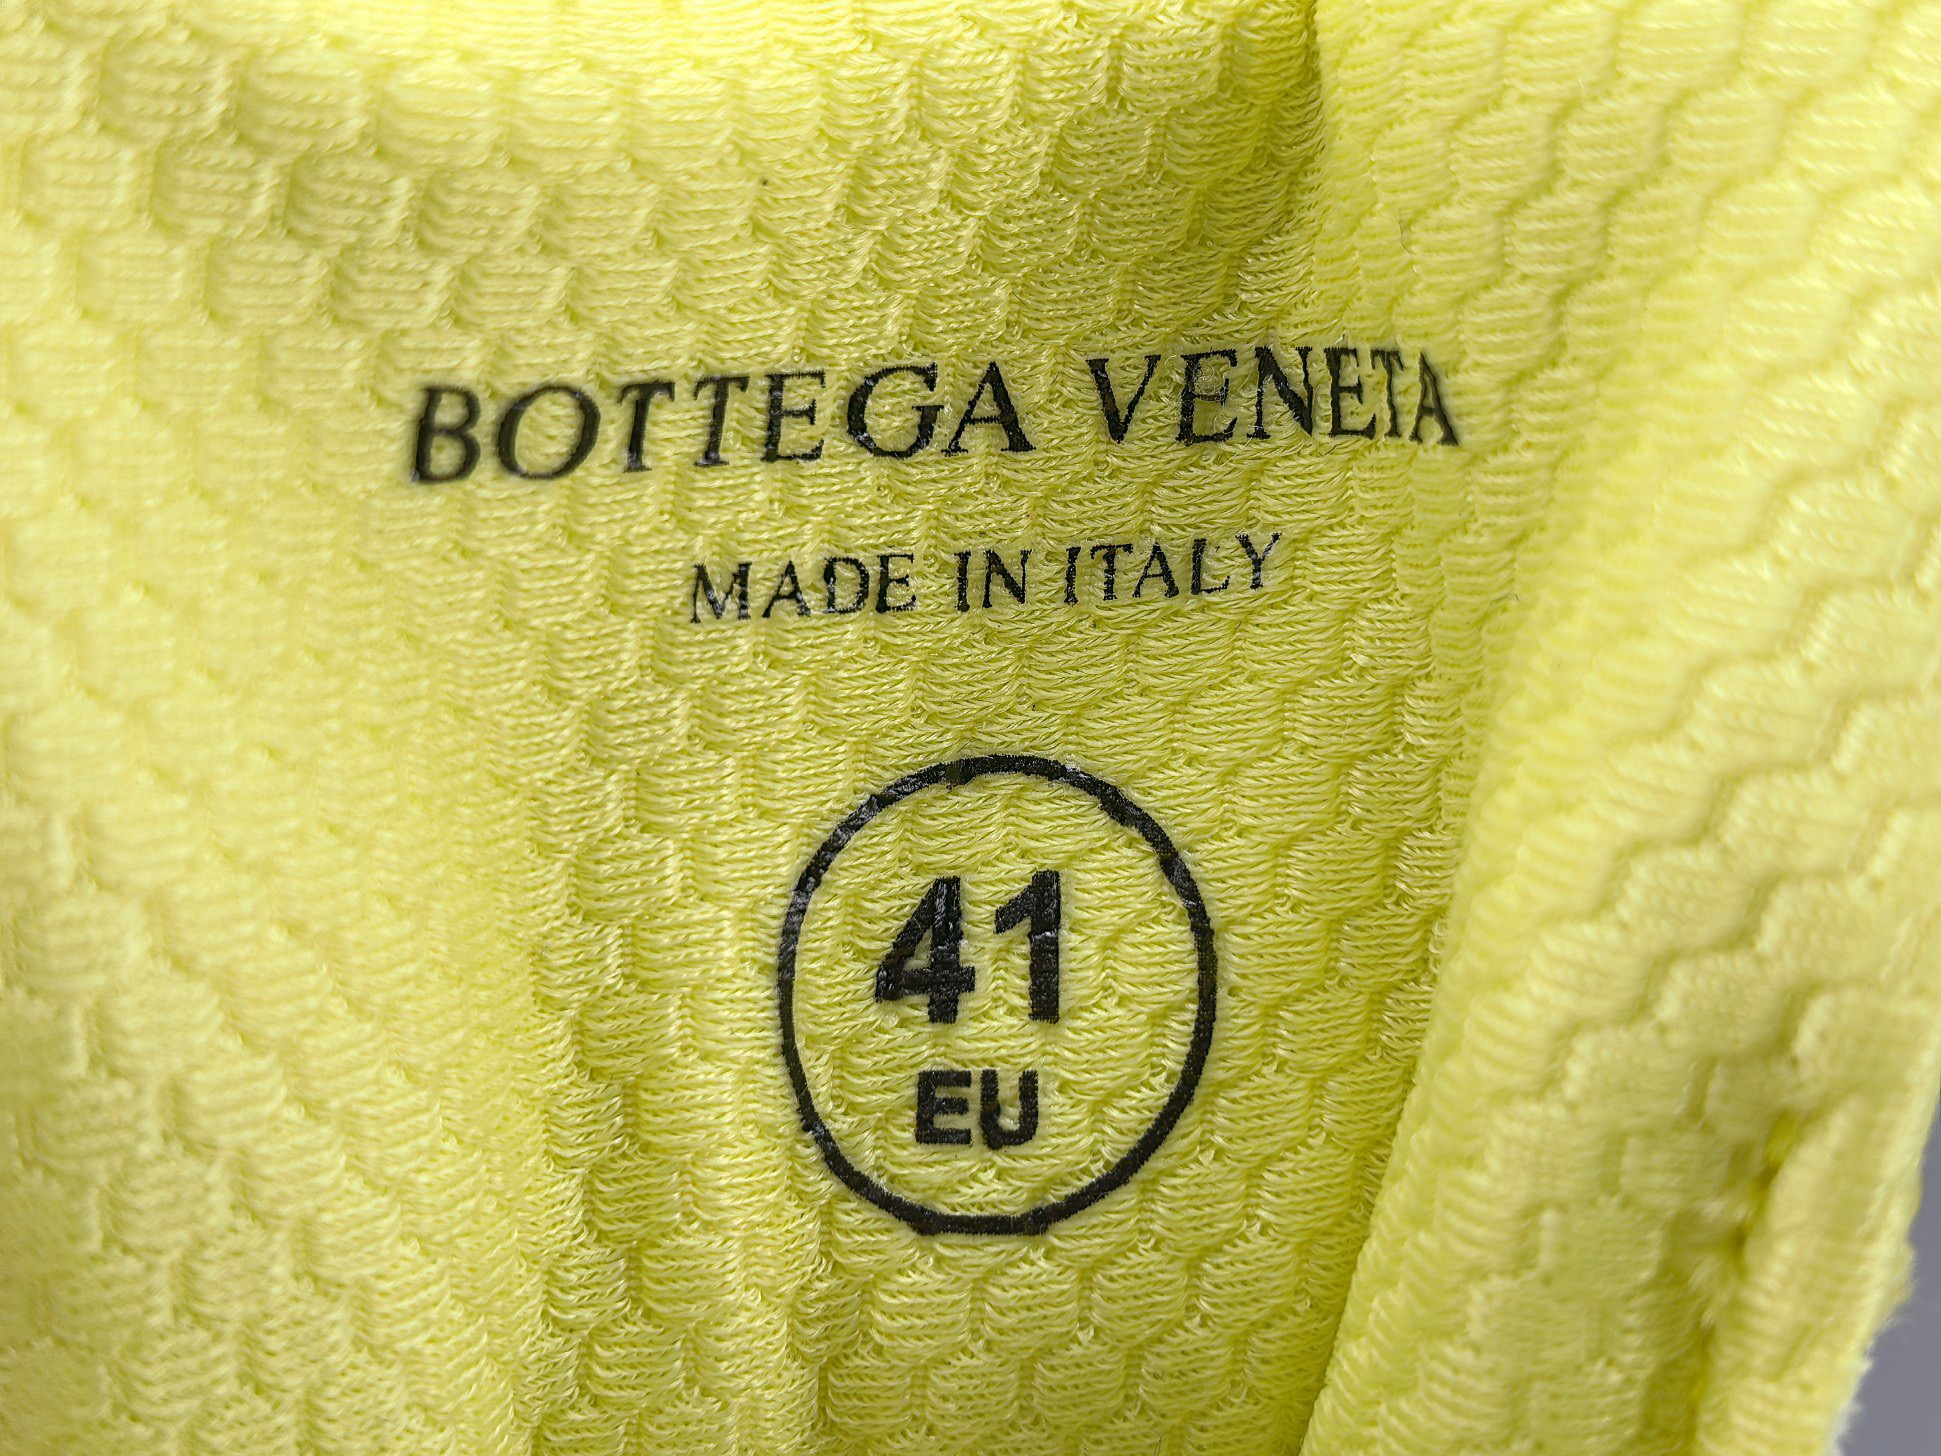 BOTTEGA VENETA
MADE IN ITALY
41
EU